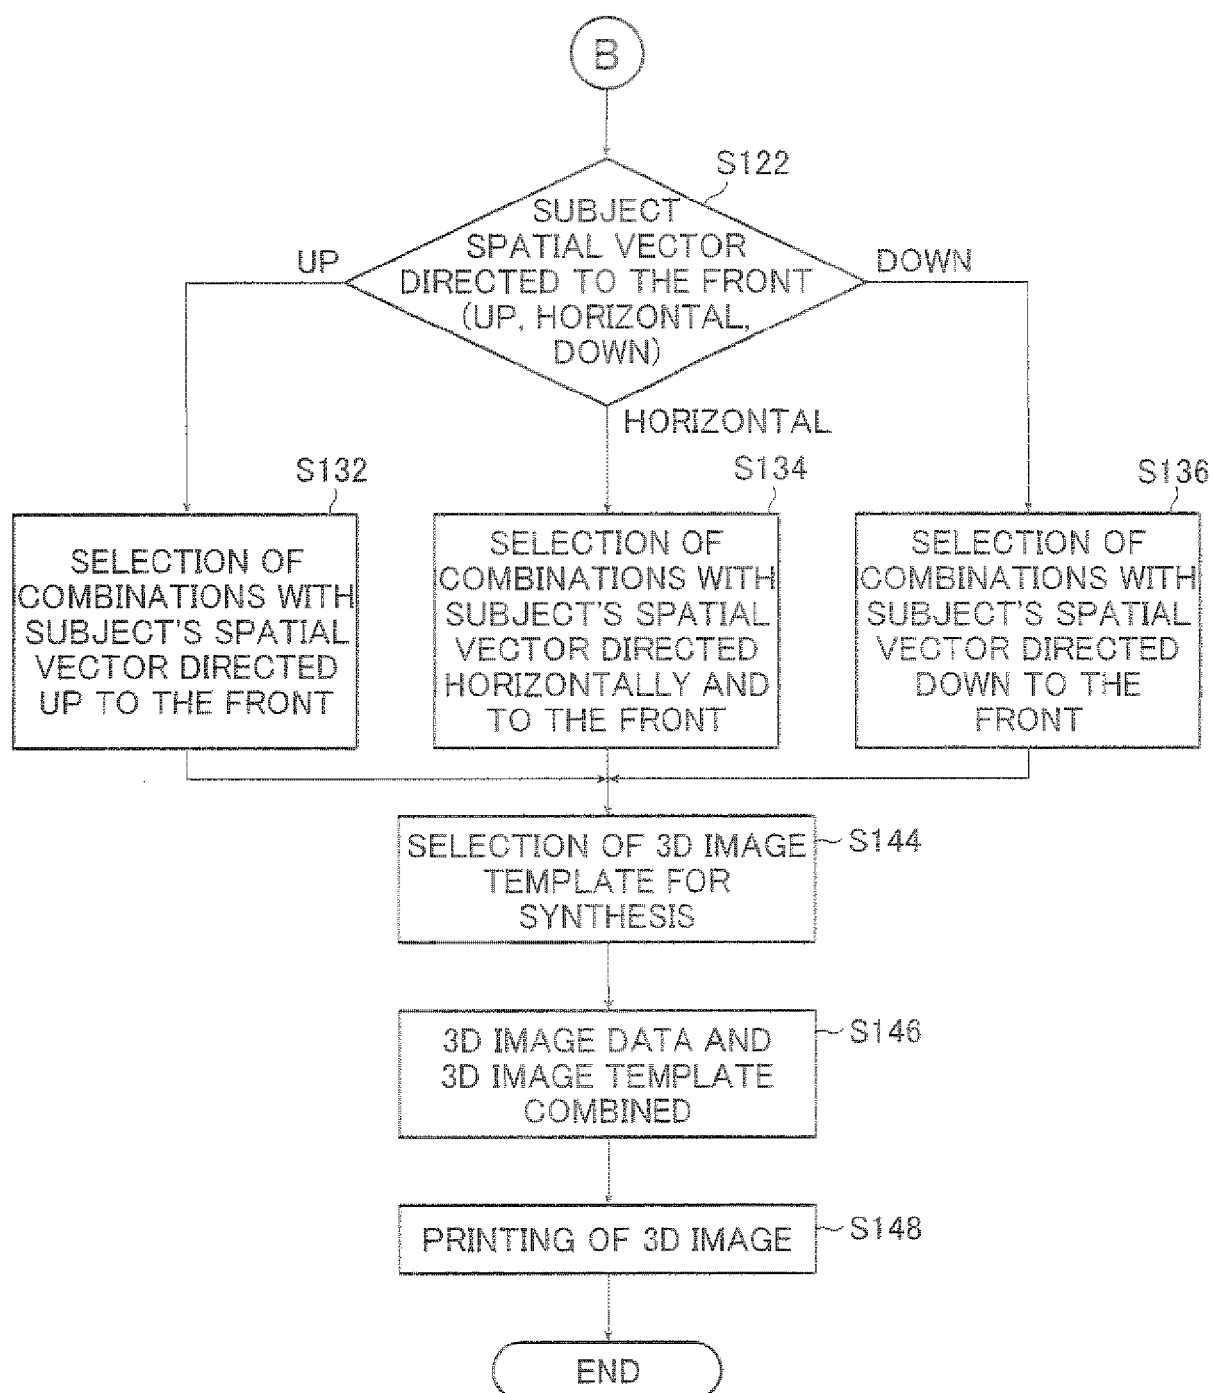 B
S122
SUBJECT
SPATIAL VECTOR
DIRECTED TO THE FRONT
(UP, HORIZONTAL,
DOWN)
UP
DOWN
HORIZONTAL
S132
SELECTION OF
COMBINATIONS WITH
SUBJECT'S SPATIAL
VECTOR DIRECTED
UP TO THE FRONT
S134
SELECTION OF
COMBINATIONS WITH
SUBJECT'S SPATIAL
VECTOR DIRECTED
HORIZONTALLY AND
TO THE FRONT
S136
SELECTION OF
COMBINATIONS WITH
SUBJECT'S SPATIAL
VECTOR DIRECTED
DOWN TO THE
FRONT
S144
SELECTION OF 3D IMAGE
TEMPLATE FOR
SYNTHESIS
S146
3D IMAGE DATA AND
3D IMAGE TEMPLATE
COMBINED
S148
PRINTING OF 3D IMAGE
END